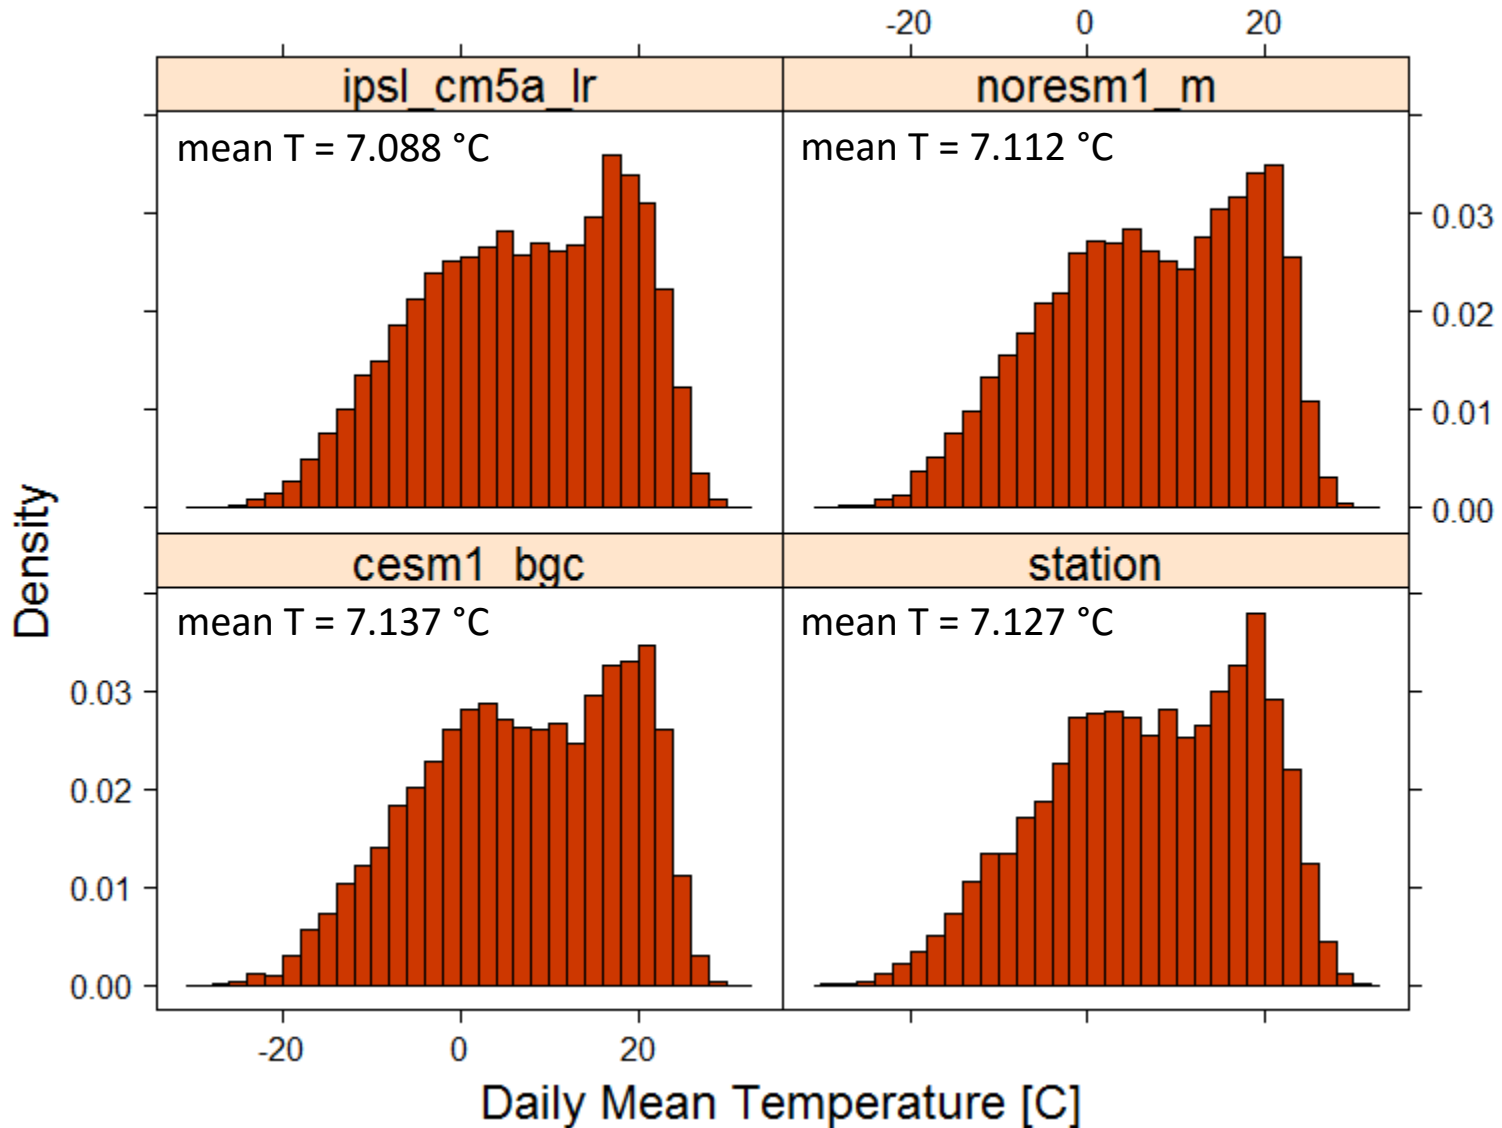 -20 0 20
ipsl_cm5a_lr noresm1_m
mean T = 7.088 °C mean T = 7.112 °C
0.03
0.02
0.01
0.00
Density
cesm1_bgc station
mean T = 7.137 °C mean T = 7.127 °C
0.03
0.02
0.01
0.00
-20 0 20
Daily Mean Temperature [C]